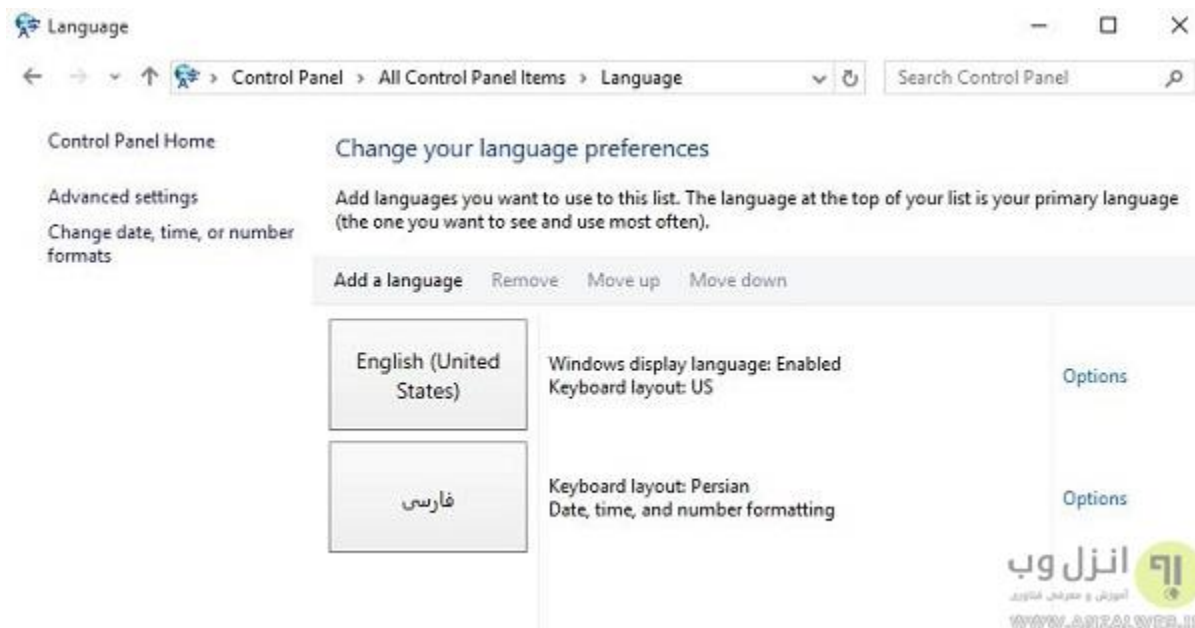 Language
Control Panel > All Control Panel Items > Language
Search Control Panel
Control Panel Home
Advanced settings
Change date, time, or number
formats
Change your language preferences
Add languages you want to use to this list. The language at the top of your list is your primary language
(the one you want to see and use most often).
Add a language Remove Move up Move down
English (United
States)
Windows display language: Enabled
Keyboard layout: US
Options
فارسی
Keyboard layout: Persian
Date, time, and number formatting
Options
انزل وب
آموزش و معرفی فناوری